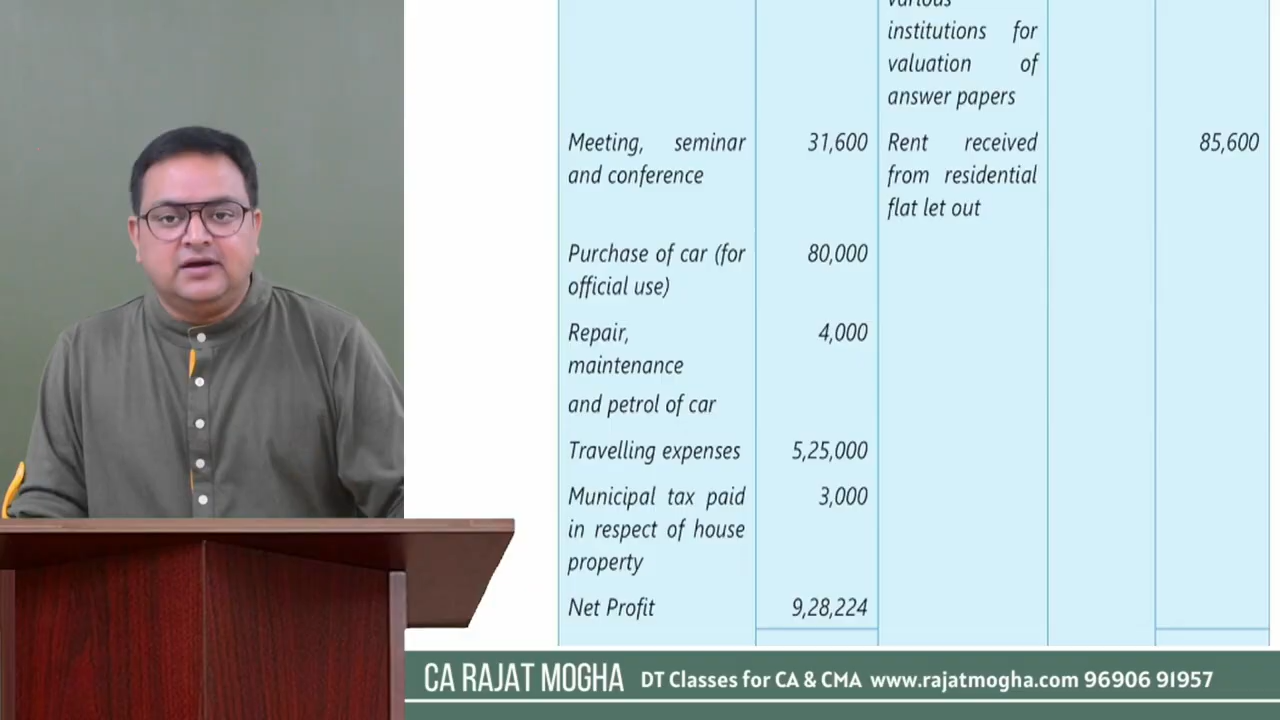 various
institutions for
valuation of
answer papers
Meeting, seminar
and conference
31,600
Rent received
from residential
flat let out
85,600
Purchase of car (for
official use)
80,000
Repair,
maintenance
and petrol of car
4,000
Travelling expenses
5,25,000
Municipal tax paid
in respect of house
property
3,000
Net Profit
9,28,224
CA RAJAT MOGHA DT Classes for CA & CMA www.rajatmogha.com 96906 91957